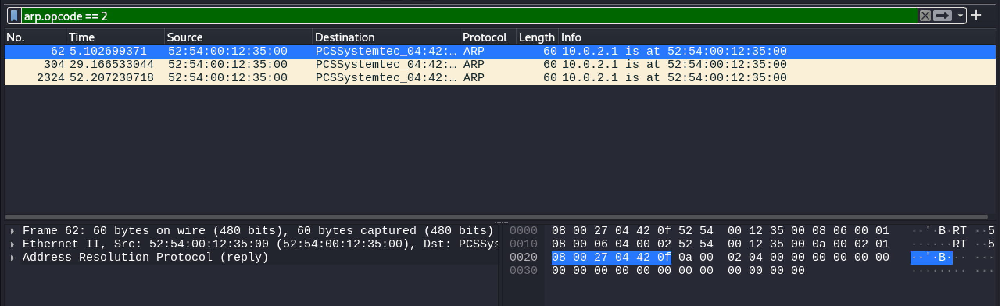 arp.opcode == 2
No. Time Source Destination Protocol Length Info
62 5.102699371 52:54:00:12:35:00 PCSSystemtec_04:42:… ARP 60 10.0.2.1 is at 52:54:00:12:35:00
304 29.166533044 52:54:00:12:35:00 PCSSystemtec_04:42:… ARP 60 10.0.2.1 is at 52:54:00:12:35:00
2324 52.207230718 52:54:00:12:35:00 PCSSystemtec_04:42:… ARP 60 10.0.2.1 is at 52:54:00:12:35:00
Frame 62: 60 bytes on wire (480 bits), 60 bytes captured (480 bits)
Ethernet II, Src: 52:54:00:12:35:00 (52:54:00:12:35:00), Dst: PCSSys
Address Resolution Protocol (reply)
0000 08 00 27 04 42 0f 52 54 00 12 35 00 08 06 00 01 ··'·B·RT ··5
0010 08 00 06 04 00 02 52 54 00 12 35 00 0a 00 02 01 ······RT ··5
0020 08 00 27 04 42 0f 0a 00 02 04 00 00 00 00 00 00 ··'·B··· ···
0030 00 00 00 00 00 00 00 00 00 00 00 00 ········ ···